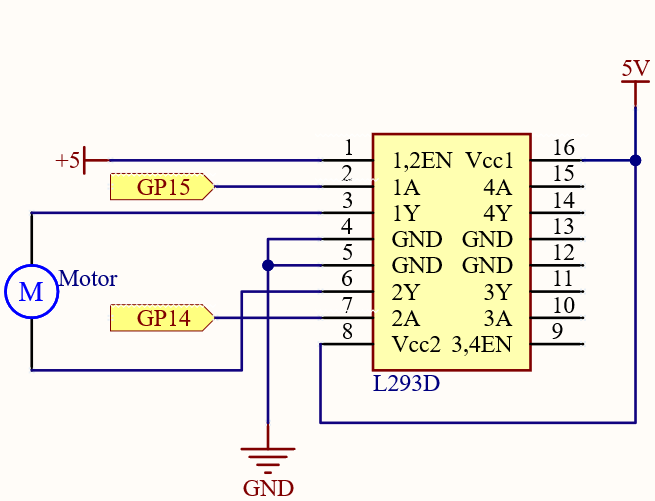 5V
+5 1 1,2EN Vcc1 16
GP15 2 1A 4A 15
3 1Y 4Y 14
4 GND GND 13
5 GND GND 12
M Motor 6 2Y 3Y 11
GP14 7 2A 3A 10
8 Vcc2 3,4EN 9
L293D
GND